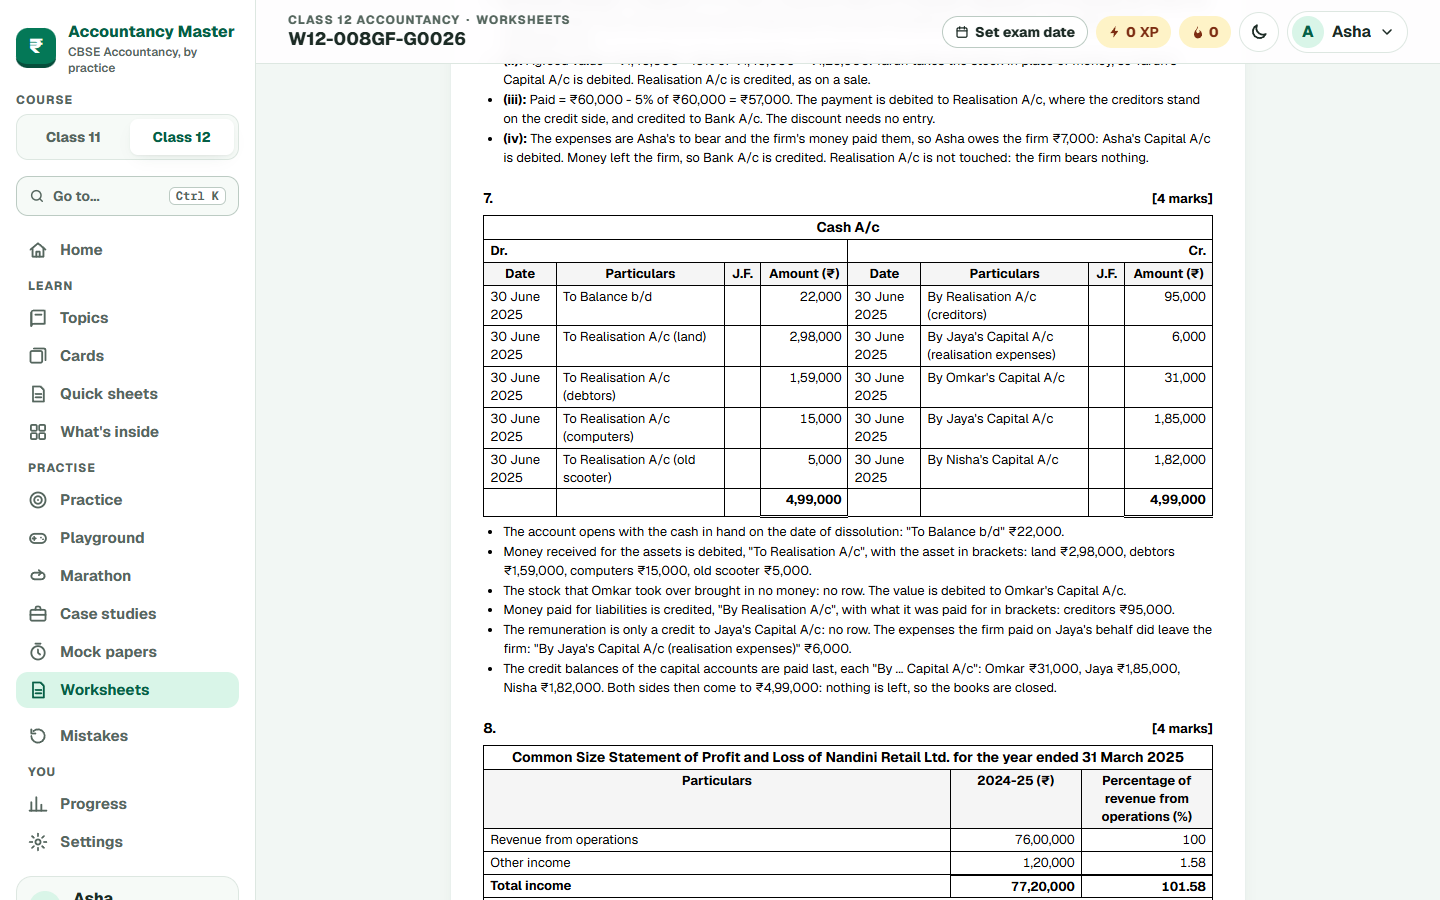 Accountancy Master
CBSE Accountancy, by
practice
COURSE
Class 11
Class 12
Go to...
Ctrl K
Home
LEARN
Topics
Cards
Quick sheets
What's inside
PRACTISE
Practice
Playground
Marathon
Case studies
Mock papers
Worksheets
Mistakes
YOU
Progress
Settings
Asha
CLASS 12 ACCOUNTANCY · WORKSHEETS
W12-008GF-G0026
Set exam date
0 XP
0
A Asha
Capital A/c is debited. Realisation A/c is credited, as on a sale.
• (iii): Paid = ₹60,000 - 5% of ₹60,000 = ₹57,000. The payment is debited to Realisation A/c, where the creditors stand
on the credit side, and credited to Bank A/c. The discount needs no entry.
• (iv): The expenses are Asha's to bear and the firm's money paid them, so Asha owes the firm ₹7,000: Asha's Capital A/c
is debited. Money left the firm, so Bank A/c is credited. Realisation A/c is not touched: the firm bears nothing.
7. [4 marks]
Cash A/c
Dr. Cr.
Date Particulars J.F. Amount (₹) Date Particulars J.F. Amount (₹)
30 June 2025 To Balance b/d 22,000 30 June 2025 By Realisation A/c (creditors) 95,000
30 June 2025 To Realisation A/c (land) 2,98,000 30 June 2025 By Jaya's Capital A/c (realisation expenses) 6,000
30 June 2025 To Realisation A/c (debtors) 1,59,000 30 June 2025 By Omkar's Capital A/c 31,000
30 June 2025 To Realisation A/c (computers) 15,000 30 June 2025 By Jaya's Capital A/c 1,85,000
30 June 2025 To Realisation A/c (old scooter) 5,000 30 June 2025 By Nisha's Capital A/c 1,82,000
4,99,000 4,99,000
• The account opens with the cash in hand on the date of dissolution: "To Balance b/d" ₹22,000.
• Money received for the assets is debited, "To Realisation A/c", with the asset in brackets: land ₹2,98,000, debtors
₹1,59,000, computers ₹15,000, old scooter ₹5,000.
• The stock that Omkar took over brought in no money: no row. The value is debited to Omkar's Capital A/c.
• Money paid for liabilities is credited, "By Realisation A/c", with what it was paid for in brackets: creditors ₹95,000.
• The remuneration is only a credit to Jaya's Capital A/c: no row. The expenses the firm paid on Jaya's behalf did leave the
firm: "By Jaya's Capital A/c (realisation expenses)" ₹6,000.
• The credit balances of the capital accounts are paid last, each "By ... Capital A/c": Omkar ₹31,000, Jaya ₹1,85,000,
Nisha ₹1,82,000. Both sides then come to ₹4,99,000: nothing is left, so the books are closed.
8. [4 marks]
Common Size Statement of Profit and Loss of Nandini Retail Ltd. for the year ended 31 March 2025
Particulars 2024-25 (₹) Percentage of revenue from operations (%)
Revenue from operations 76,00,000 100
Other income 1,20,000 1.58
Total income 77,20,000 101.58